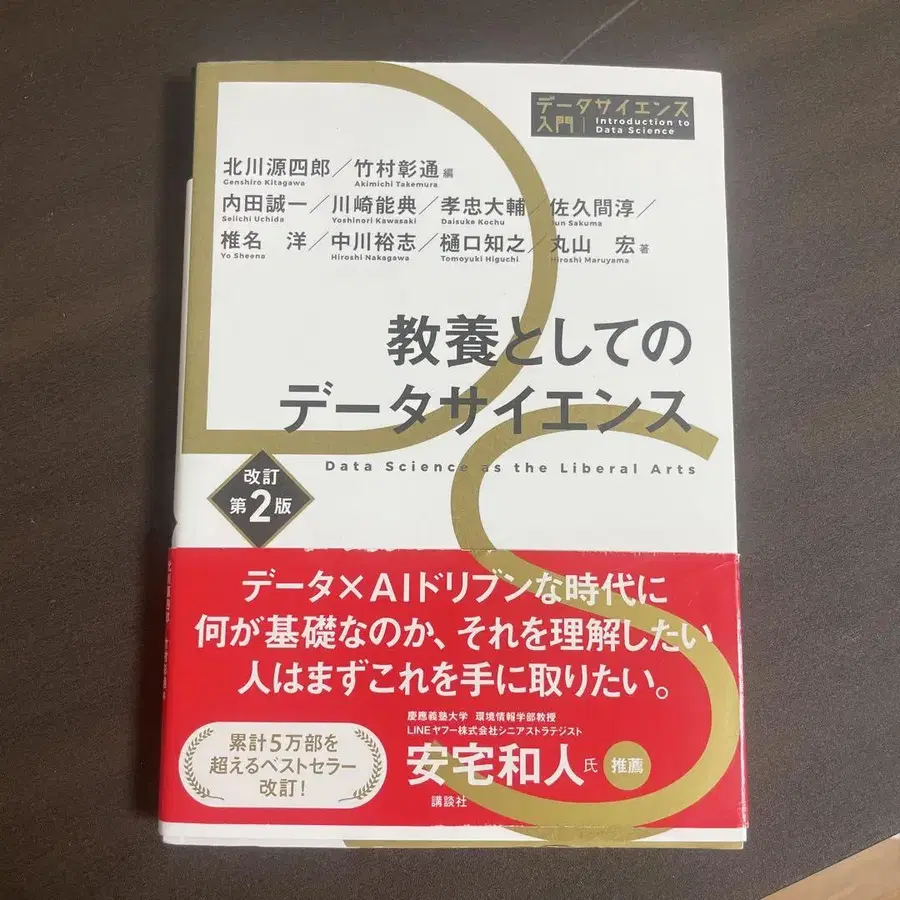 データサイエンス
入門 | Introduction to
Data Science
北川源四郎／竹村彰通 編
Genshiro Kitagawa Akimichi Takemura
内田誠一／川崎能典／孝忠大輔／佐久間淳／
Seiichi Uchida Yoshinori Kawasaki Daisuke Kochu Jun Sakuma
椎名 洋／中川裕志／樋口知之／丸山 宏 著
Yo Sheena Hiroshi Nakagawa Tomoyuki Higuchi Hiroshi Maruyama
教養としての
データサイエンス
Data Science as the Liberal Arts
改訂
第2版
データ×AIドリブンな時代に
何が基礎なのか、それを理解したい
人はまずこれを手に取りたい。
慶應義塾大学 環境情報学部教授
LINEヤフー株式会社シニアストラテジスト
安宅和人氏 推薦
累計5万部を
超えるベストセラー
改訂！
講談社